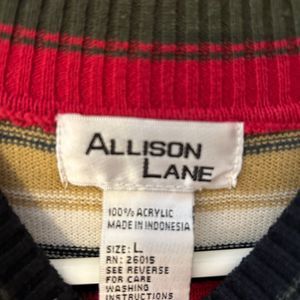 ALLISON
LANE
100% ACRYLIC
MADE IN INDONESIA
SIZE: L
RN: 26015
SEE REVERSE
FOR CARE
WASHING
INSTRUCTIONS